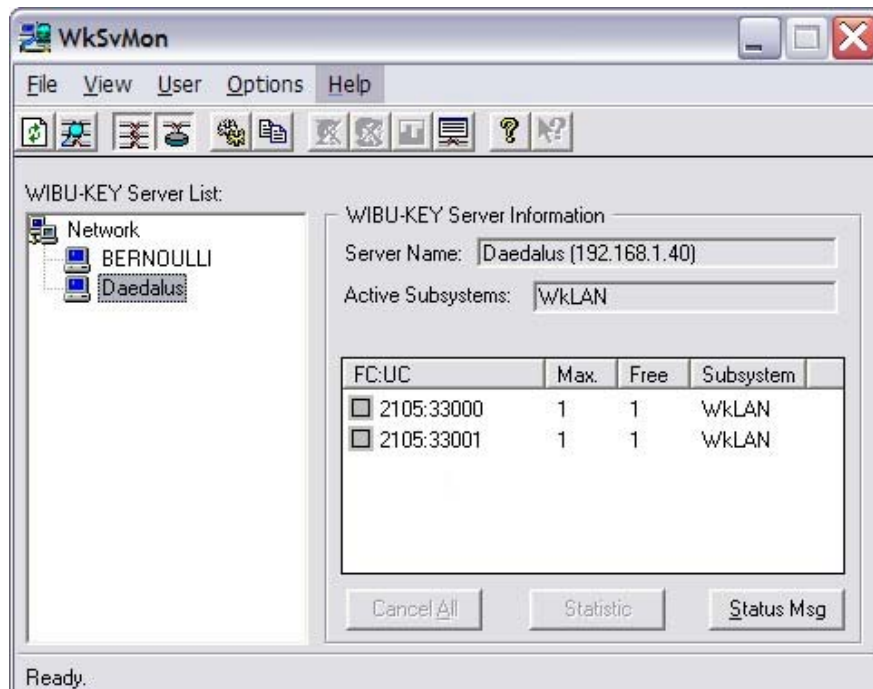 WkSvMon
File View User Options Help
WIBU-KEY Server List:
Network
BERNOULLI
Daedalus
WIBU-KEY Server Information
Server Name: Daedalus (192.168.1.40)
Active Subsystems: WkLAN
FC:UC Max. Free Subsystem
2105:33000 1 1 WkLAN
2105:33001 1 1 WkLAN
Cancel All Statistic Status Msg
Ready.